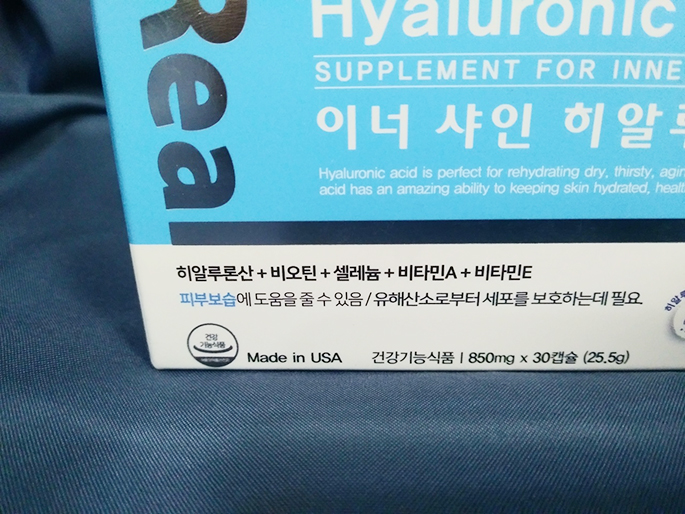 Real
Hyaluronic
SUPPLEMENT FOR INNE
이너 샤인 히알루
Hyaluronic acid is perfect for rehydrating dry, thirsty, agin
acid has an amazing ability to keeping skin hydrated, healt
히알루론산 + 비오틴 + 셀레늄 + 비타민A + 비타민E
피부보습에 도움을 줄 수 있음 / 유해산소로부터 세포를 보호하는데 필요
히알루
건강
기능식품
Made in USA 건강기능식품 | 850mg x 30캡슐 (25.5g)